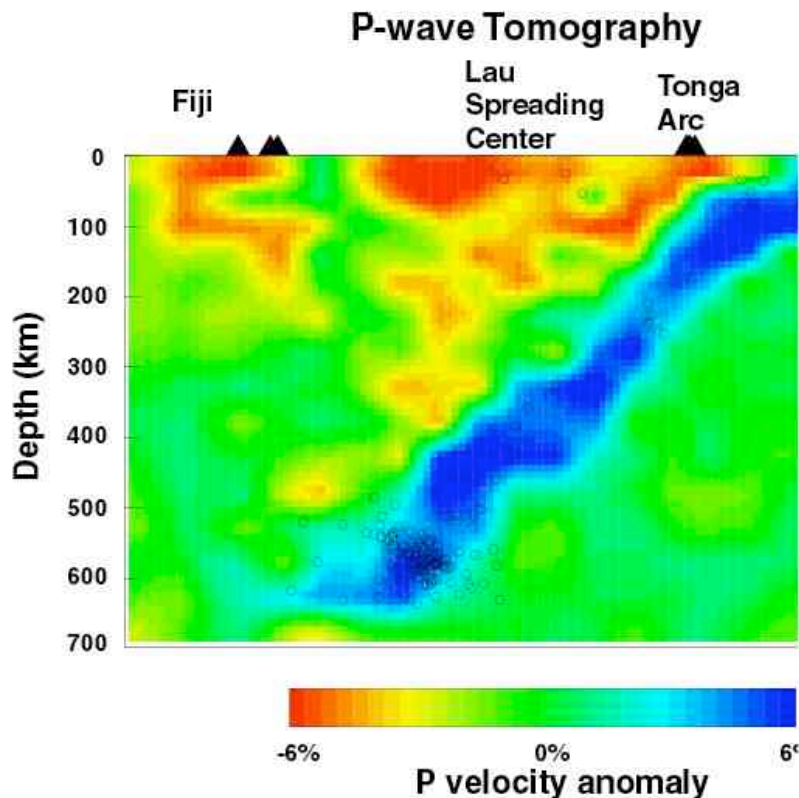 P-wave Tomography
Fiji
Lau
Spreading
Center
Tonga
Arc
0
100
200
300
400
500
600
700
Depth (km)
-6%
0%
6
P velocity anomaly